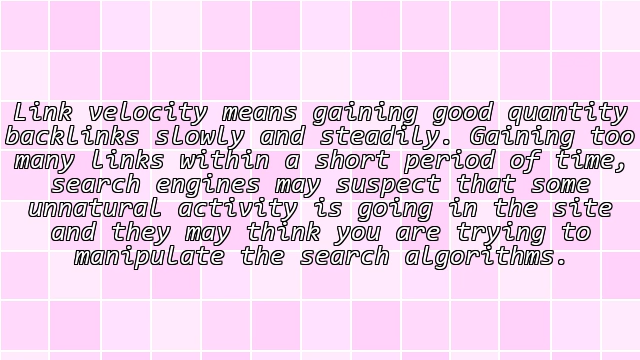 Link velocity means gaining good quantity
backlinks slowly and steadily. Gaining too
many links within a short period of time,
search engines may suspect that some
unnatural activity is going in the site
and they may think you are trying to
manipulate the search algorithms.